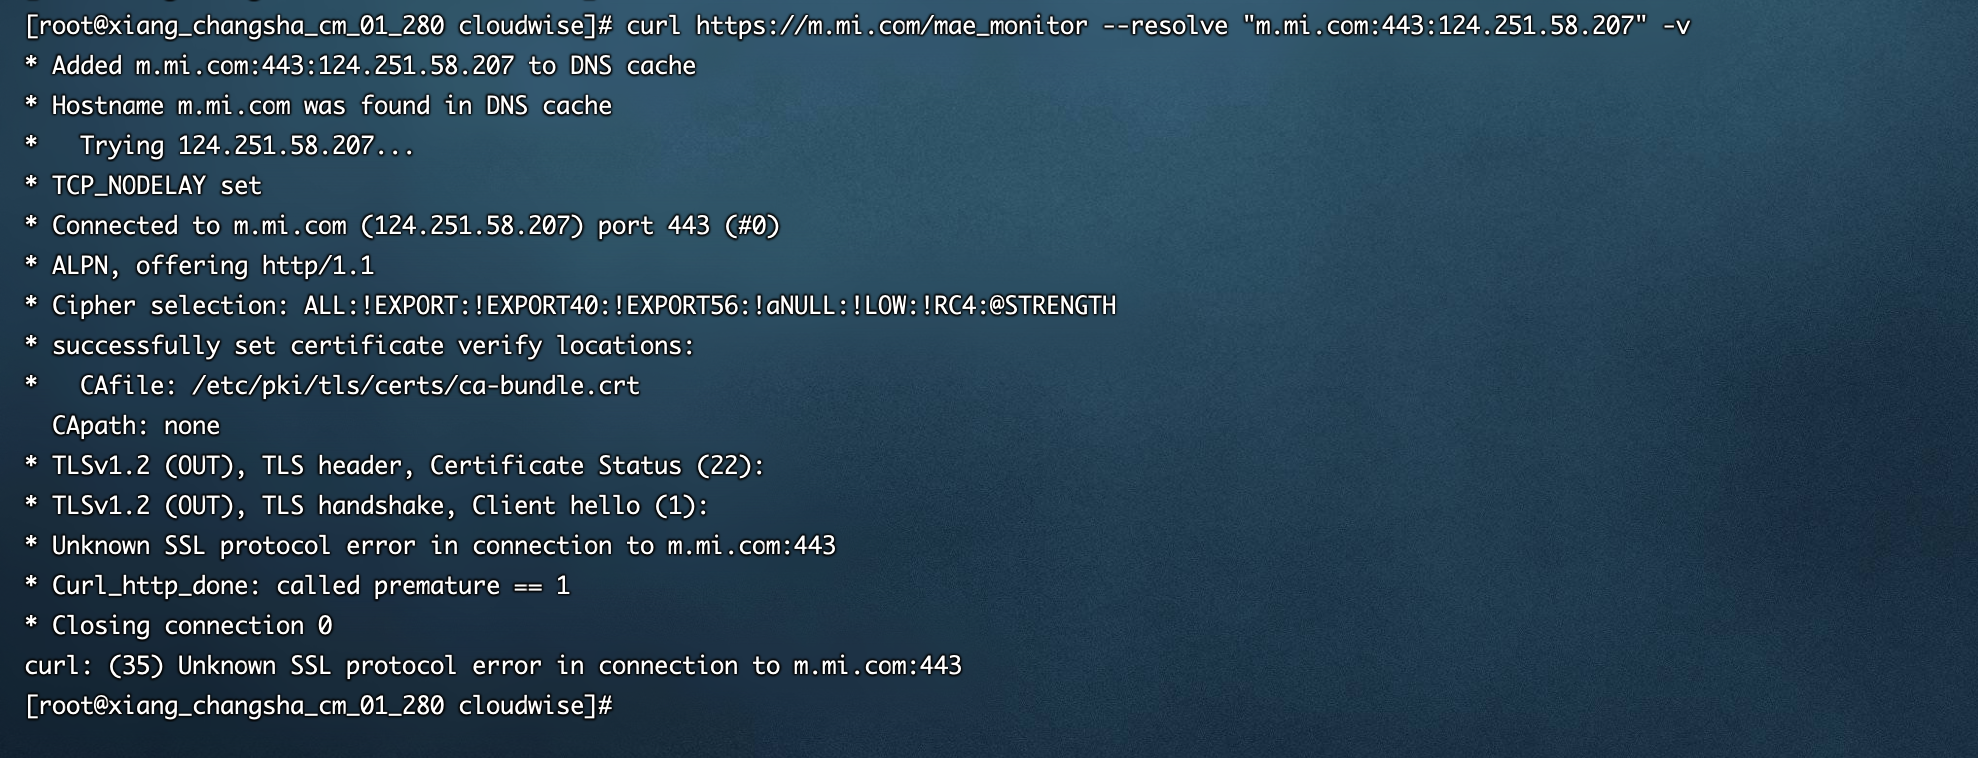 [root@xiang_changsha_cm_01_280 cloudwise]# curl https://m.mi.com/mae_monitor --resolve "m.mi.com:443:124.251.58.207" -v
* Added m.mi.com:443:124.251.58.207 to DNS cache
* Hostname m.mi.com was found in DNS cache
*   Trying 124.251.58.207...
* TCP_NODELAY set
* Connected to m.mi.com (124.251.58.207) port 443 (#0)
* ALPN, offering http/1.1
* Cipher selection: ALL:!EXPORT:!EXPORT40:!EXPORT56:!aNULL:!LOW:!RC4:@STRENGTH
* successfully set certificate verify locations:
*   CAfile: /etc/pki/tls/certs/ca-bundle.crt
  CApath: none
* TLSv1.2 (OUT), TLS header, Certificate Status (22):
* TLSv1.2 (OUT), TLS handshake, Client hello (1):
* Unknown SSL protocol error in connection to m.mi.com:443
* Curl_http_done: called premature == 1
* Closing connection 0
curl: (35) Unknown SSL protocol error in connection to m.mi.com:443
[root@xiang_changsha_cm_01_280 cloudwise]#